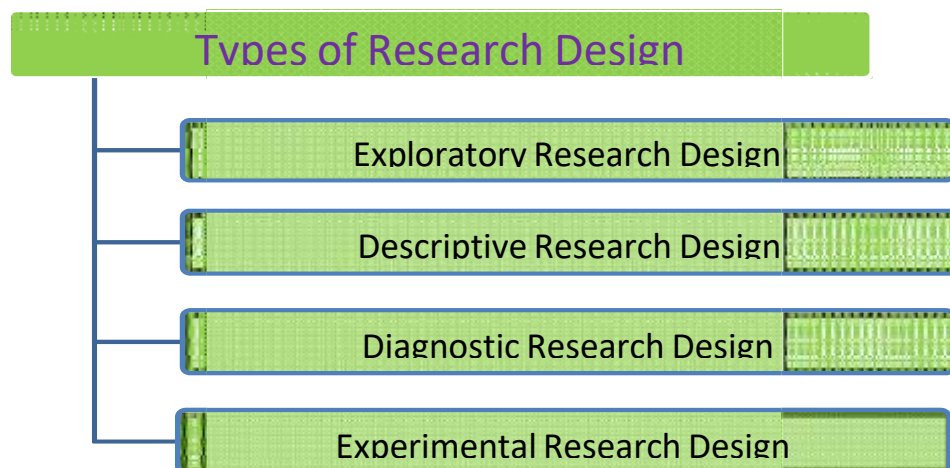 Types of Research Design
Exploratory Research Design
Descriptive Research Design
Diagnostic Research Design
Experimental Research Design